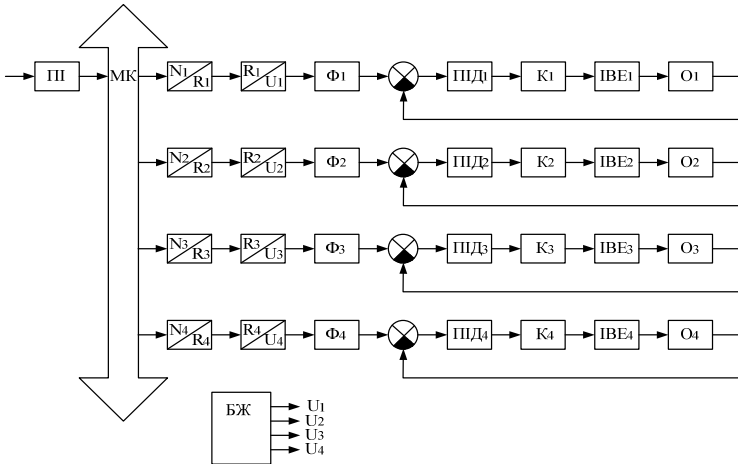 ПІ
МК
N1 R1 R1 U1 Ф1 ПІД1 К1 ІВЕ1 О1
N2 R2 R2 U2 Ф2 ПІД2 К2 ІВЕ2 О2
N3 R3 R3 U3 Ф3 ПІД3 К3 ІВЕ3 О3
N4 R4 R4 U4 Ф4 ПІД4 К4 ІВЕ4 О4
БЖ
U1
U2
U3
U4